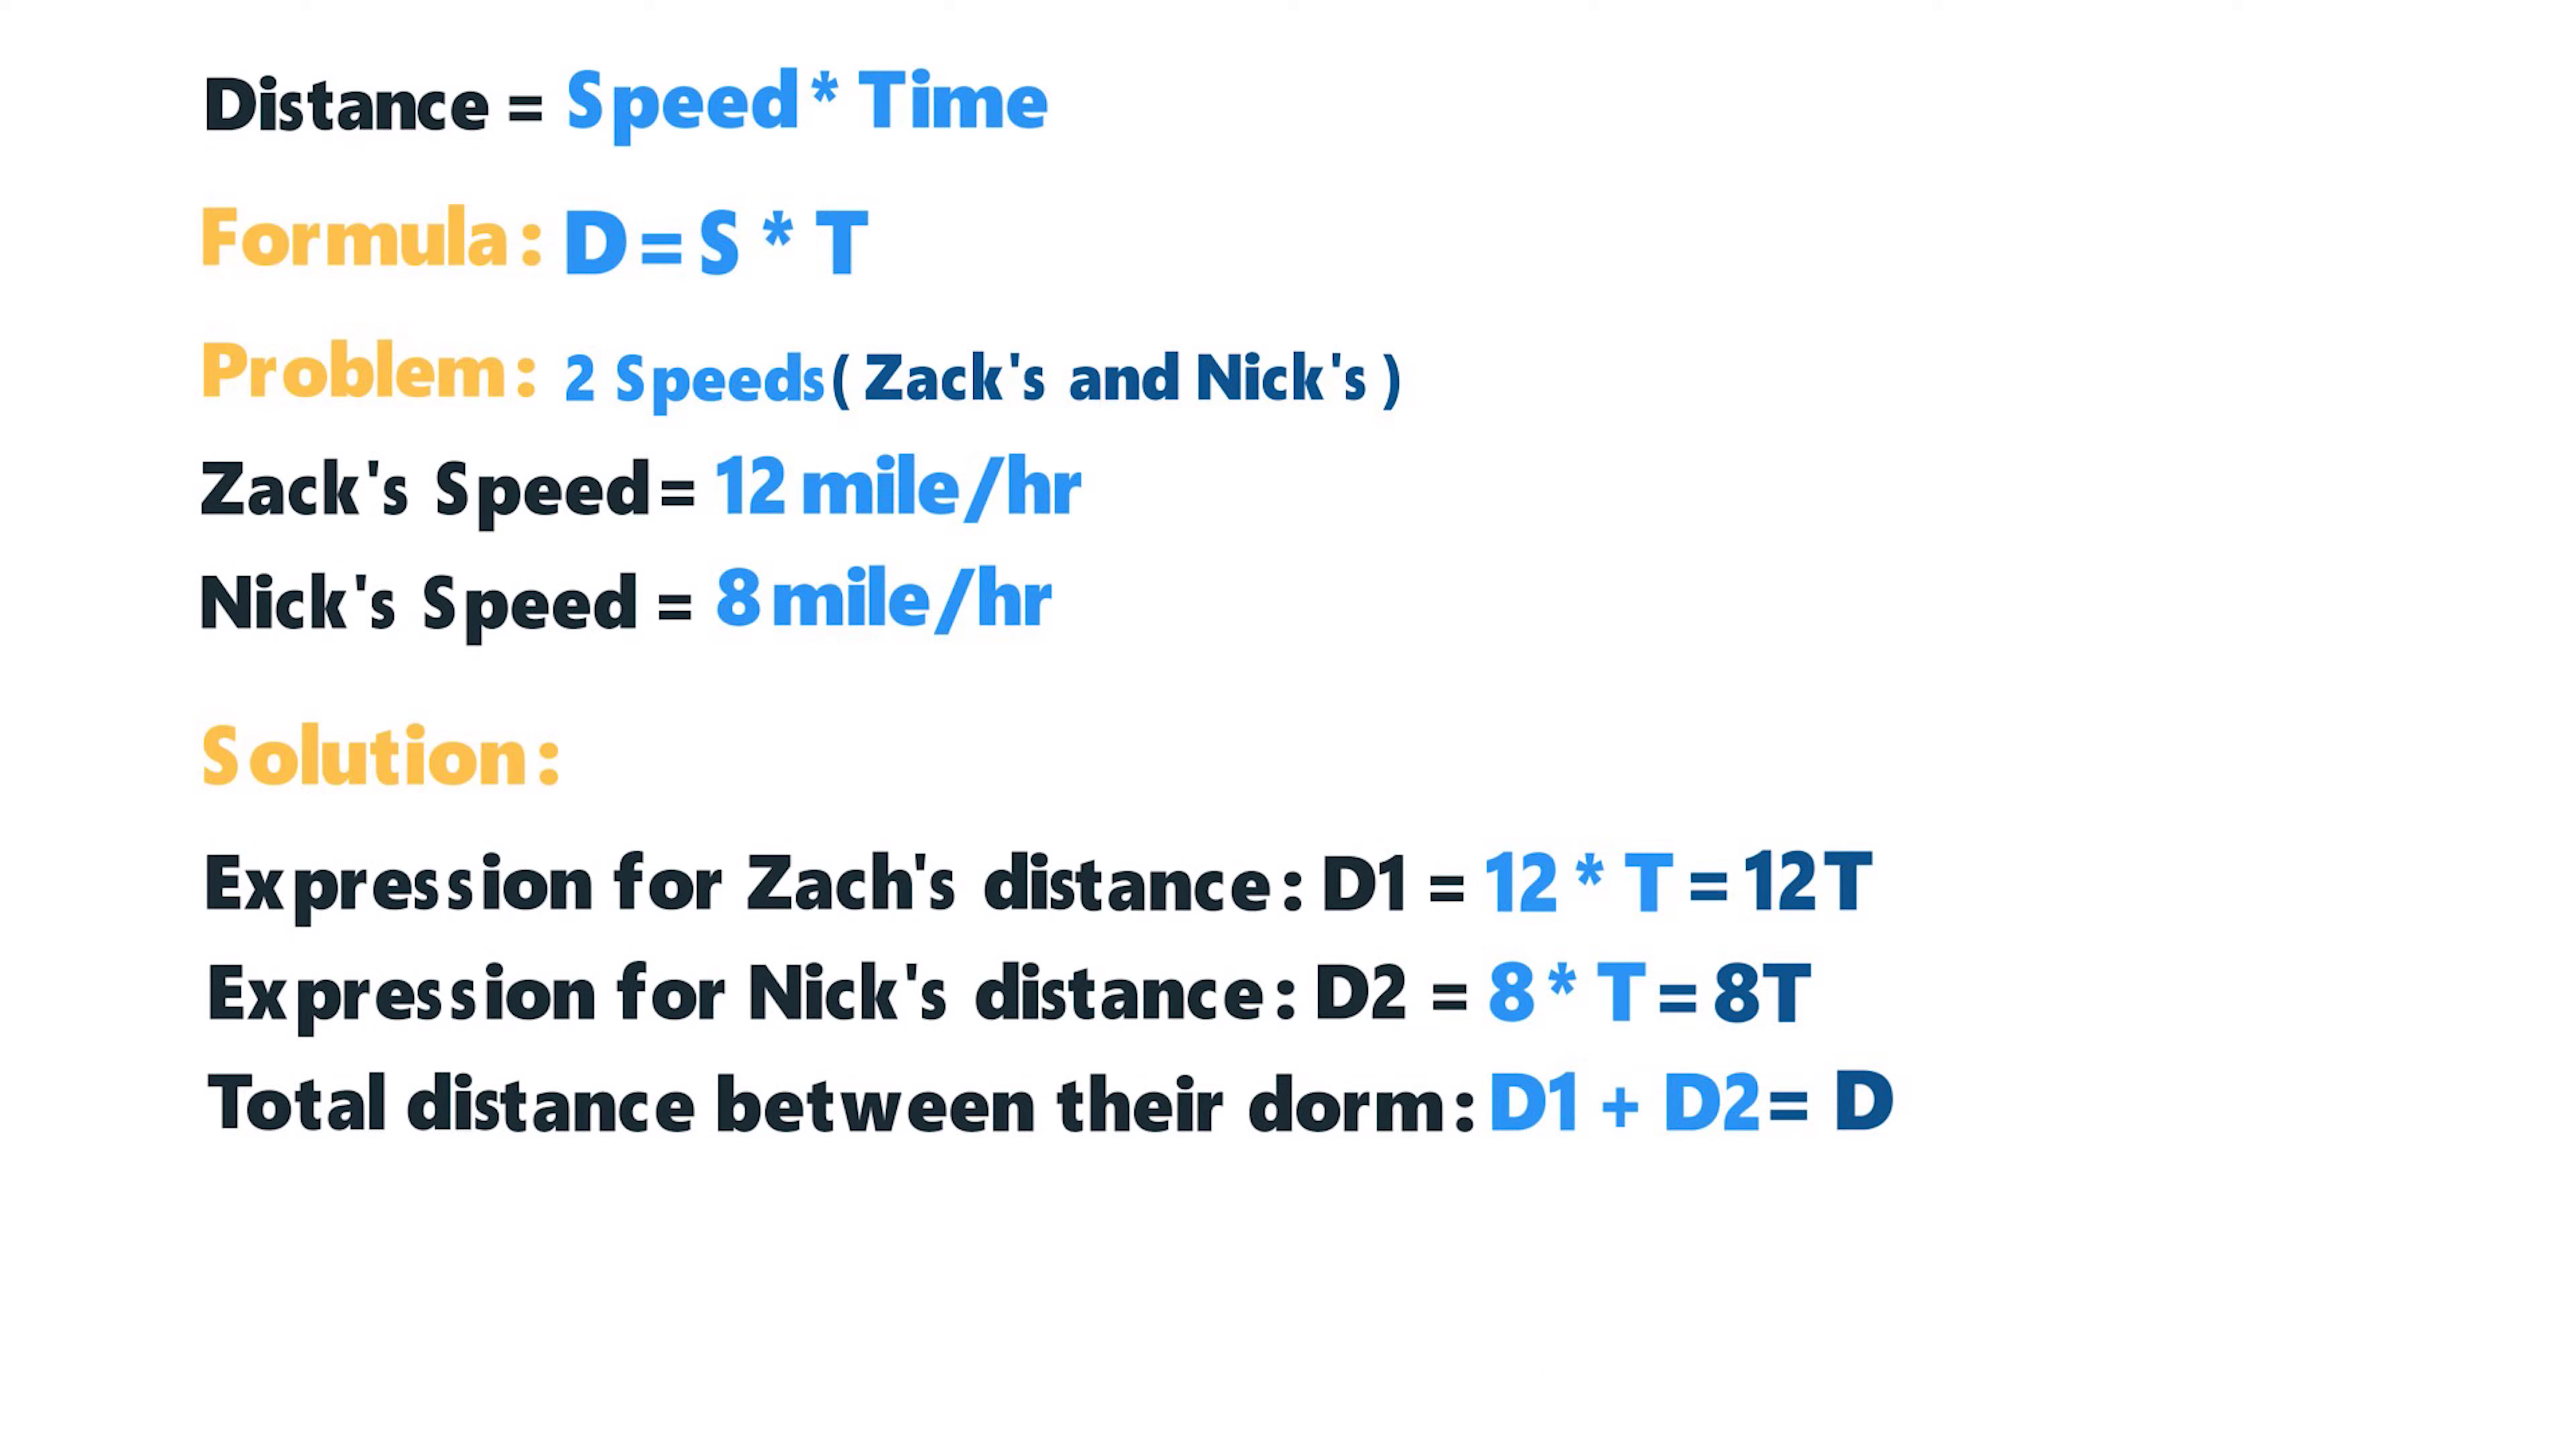 Distance = Speed * Time
Formula: D = S * T
Problem: 2 Speeds ( Zack's and Nick's )
Zack's Speed = 12 mile/hr
Nick's Speed = 8 mile/hr
Solution:
Expression for Zach's distance: D1 = 12 * T = 12T
Expression for Nick's distance: D2 = 8 * T = 8T
Total distance between their dorm: D1 + D2 = D